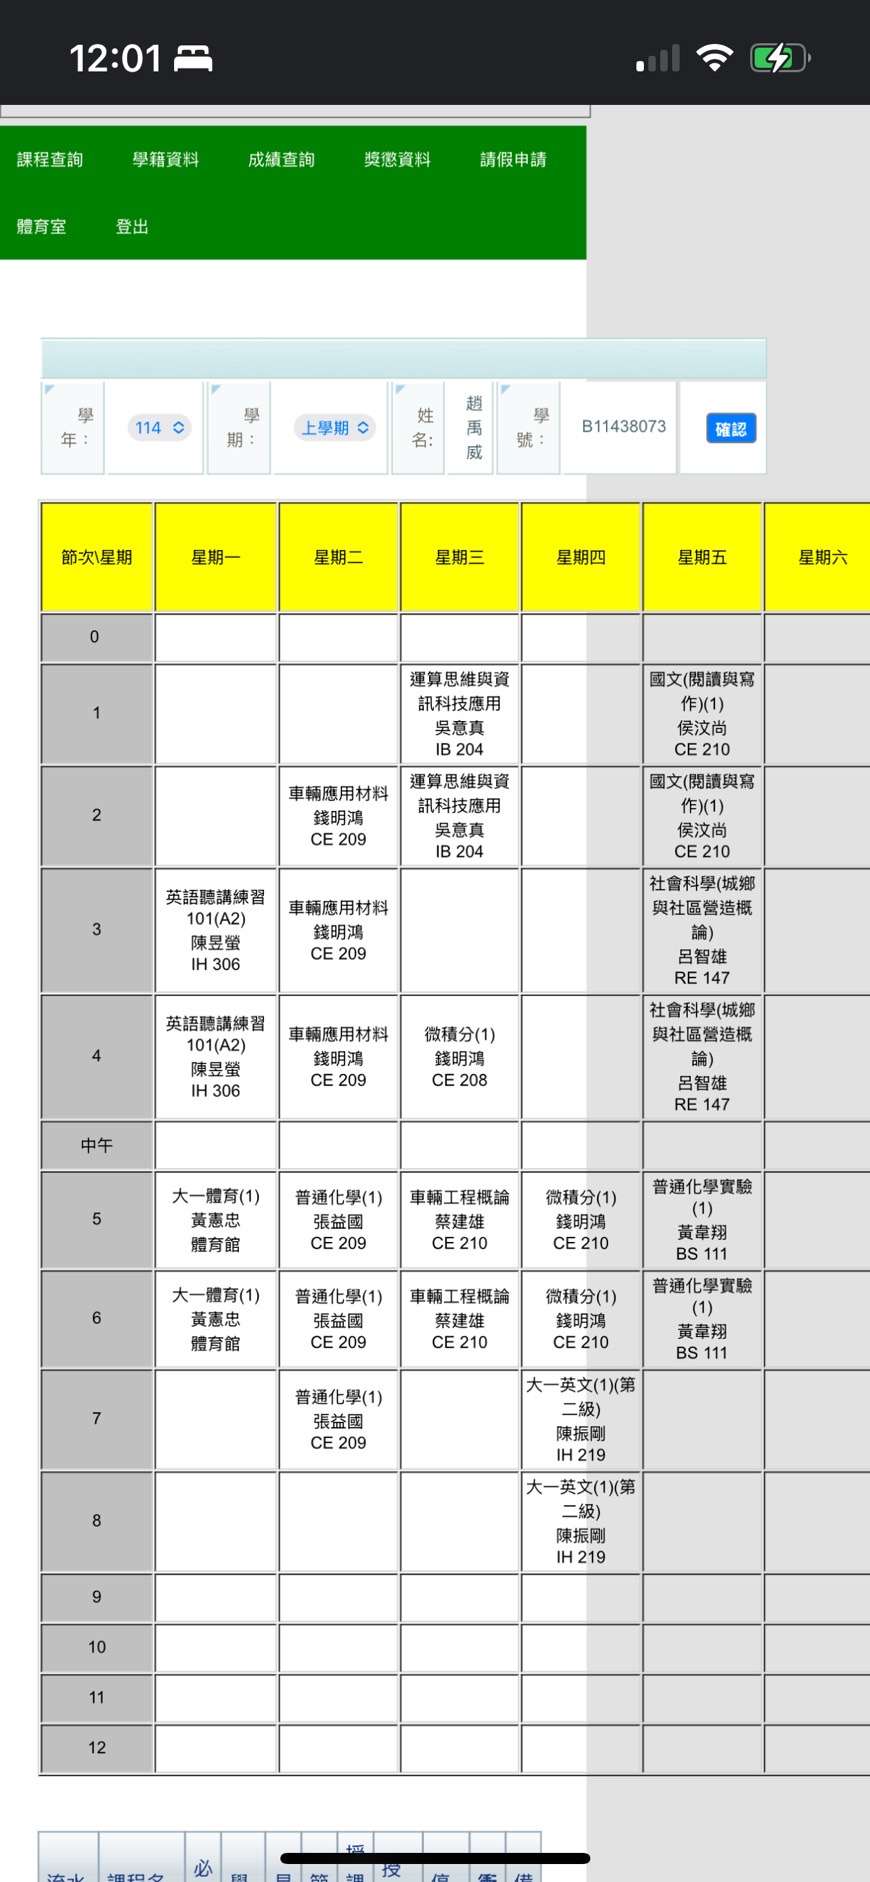 12:01
課程查詢 學籍資料 成績查詢 獎懲資料 請假申請
體育室 登出
學年： 114 學期： 上學期 姓名: 趙禹威 學號： B11438073 確認
節次\星期 星期一 星期二 星期三 星期四 星期五 星期六
0
1
運算思維與資
訊科技應用
吳意真
IB 204
國文(閱讀與寫
作)(1)
侯汶尚
CE 210
2
車輛應用材料
錢明鴻
CE 209
運算思維與資
訊科技應用
吳意真
IB 204
國文(閱讀與寫
作)(1)
侯汶尚
CE 210
3
英語聽講練習
101(A2)
陳昱螢
IH 306
車輛應用材料
錢明鴻
CE 209
社會科學(城鄉
與社區營造概
論)
呂智雄
RE 147
4
英語聽講練習
101(A2)
陳昱螢
IH 306
車輛應用材料
錢明鴻
CE 209
微積分(1)
錢明鴻
CE 208
社會科學(城鄉
與社區營造概
論)
呂智雄
RE 147
中午
5
大一體育(1)
黃憲忠
體育館
普通化學(1)
張益國
CE 209
車輛工程概論
蔡建雄
CE 210
微積分(1)
錢明鴻
CE 210
普通化學實驗
(1)
黃韋翔
BS 111
6
大一體育(1)
黃憲忠
體育館
普通化學(1)
張益國
CE 209
車輛工程概論
蔡建雄
CE 210
微積分(1)
錢明鴻
CE 210
普通化學實驗
(1)
黃韋翔
BS 111
7
普通化學(1)
張益國
CE 209
大一英文(1)(第
二級)
陳振剛
IH 219
8
大一英文(1)(第
二級)
陳振剛
IH 219
9
10
11
12
必 授